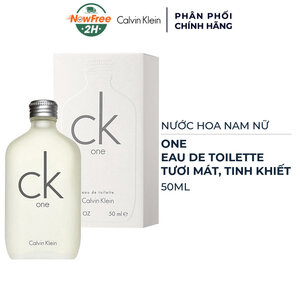 NowFree
2H
Calvin Klein
PHÂN PHỐI
CHÍNH HÃNG
ck
one
eau de toilette
50 ml e
Calvin Klein
ck
one
Calvin Klein
NƯỚC HOA NAM NỮ
ONE
EAU DE TOILETTE
TƯƠI MÁT, TINH KHIẾT
50ML